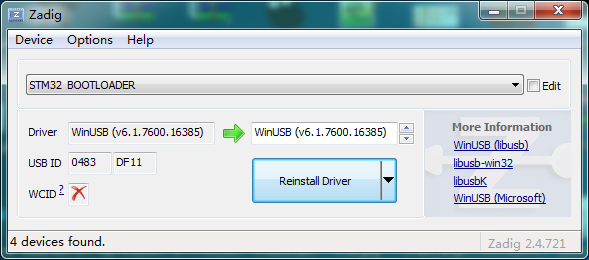 Zadig
Device Options Help
STM32 BOOTLOADER
Edit
Driver WinUSB (v6.1.7600.16385) WinUSB (v6.1.7600.16385)
USB ID 0483 DF11
WCID ?
Reinstall Driver
More Information
WinUSB (libusb)
libusb-win32
libusbK
WinUSB (Microsoft)
4 devices found.
Zadig 2.4.721